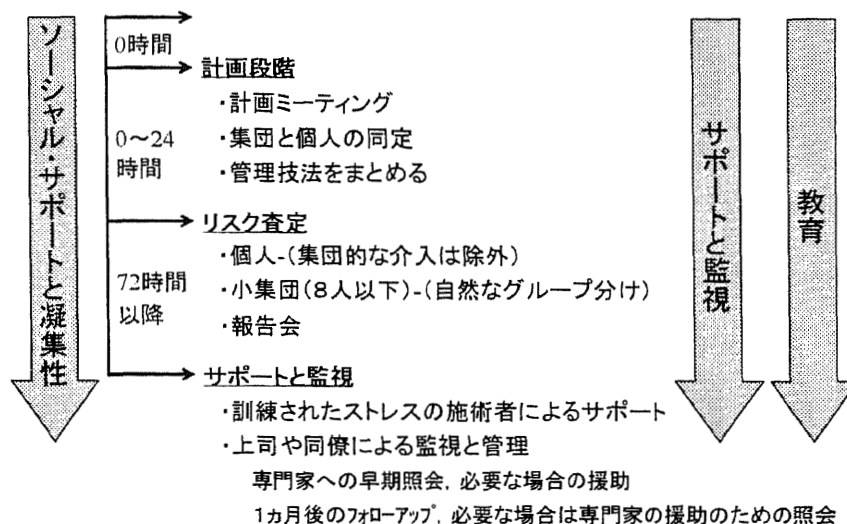 ソーシャル・サポートと凝集性
0時間
計画段階
・計画ミーティング
・集団と個人の同定
・管理技法をまとめる
0～24
時間
リスク査定
・個人-(集団的な介入は除外)
・小集団(8人以下)-(自然なグループ分け)
・報告会
72時間
以降
サポートと監視
・訓練されたストレスの施術者によるサポート
・上司や同僚による監視と管理
専門家への早期照会, 必要な場合の援助
1ヵ月後のフォローアップ, 必要な場合は専門家の援助のための照会
サポートと監視
教育